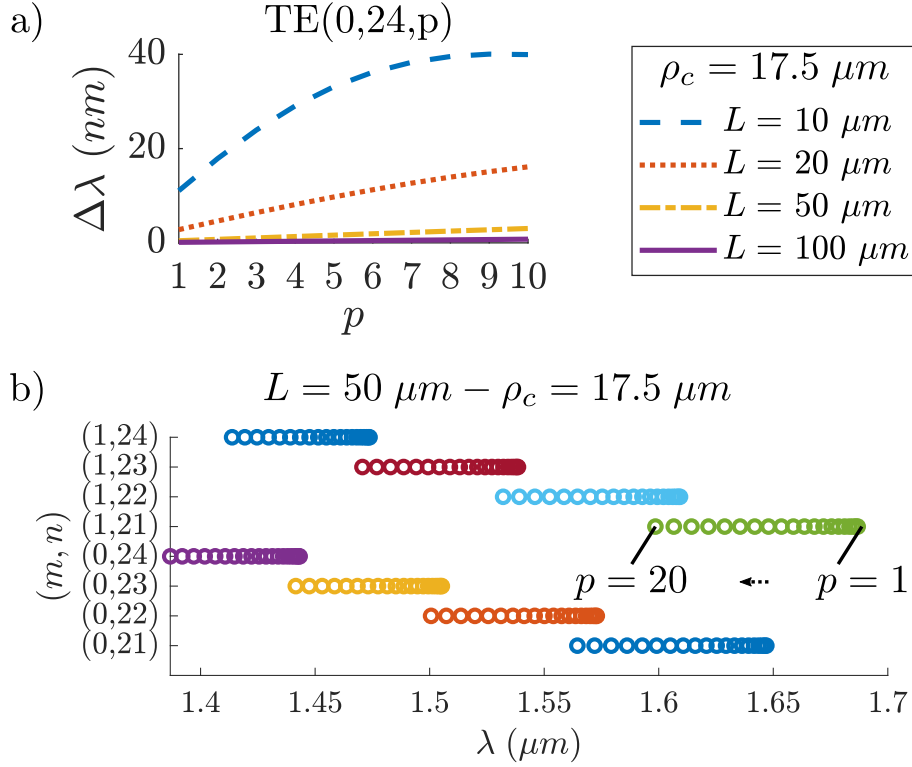 a)
TE(0,24,p)
Δλ (nm)
40
20
0
1 2 3 4 5 6 7 8 9 10
p
ρc = 17.5 μm
L = 10 μm
L = 20 μm
L = 50 μm
L = 100 μm
b)
L = 50 μm − ρc = 17.5 μm
(m, n)
(1,24)
(1,23)
(1,22)
(1,21)
(0,24)
(0,23)
(0,22)
(0,21)
p = 20
p = 1
1.4 1.45 1.5 1.55 1.6 1.65 1.7
λ (μm)